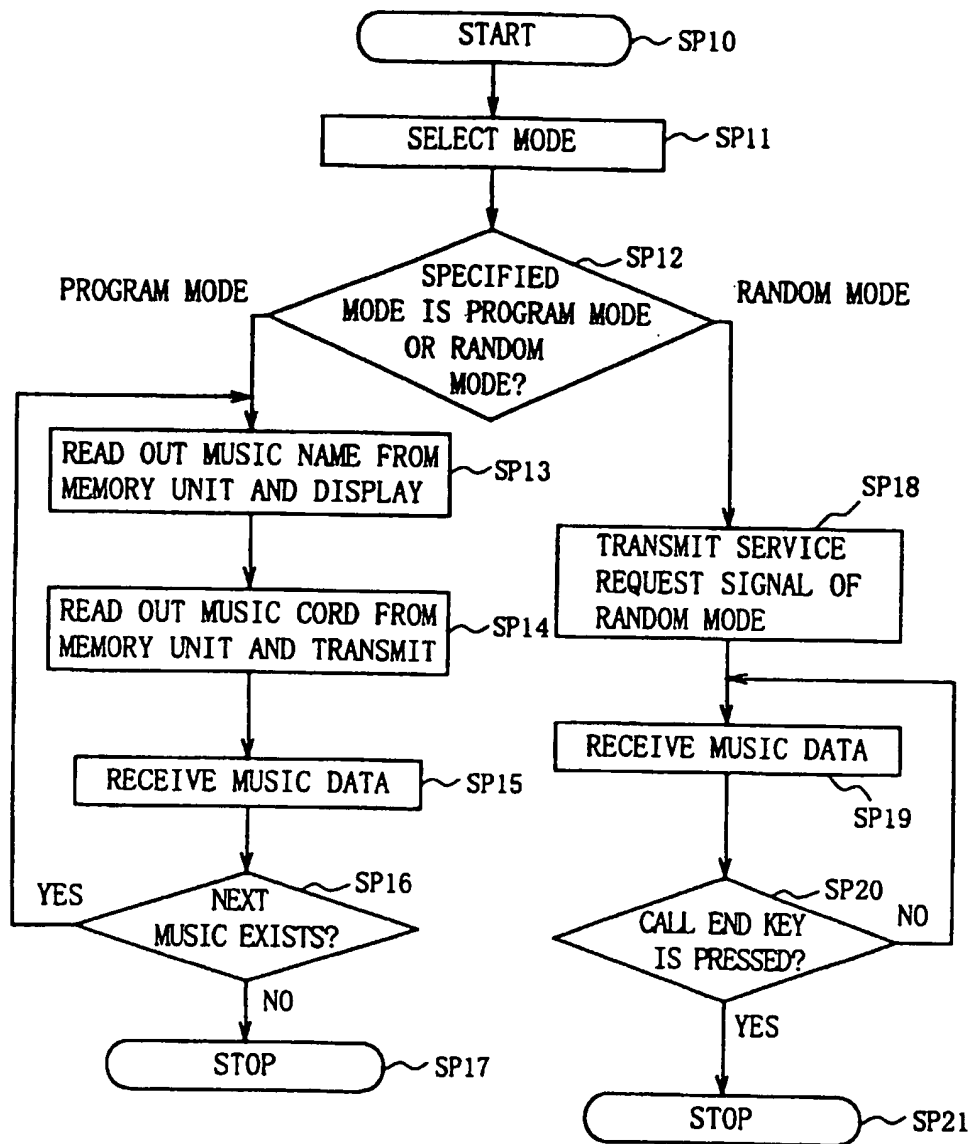 START
SP10
SELECT MODE
SP11
SP12
PROGRAM MODE
SPECIFIED
MODE IS PROGRAM MODE
OR RANDOM
MODE?
RANDOM MODE
READ OUT MUSIC NAME FROM
MEMORY UNIT AND DISPLAY
SP13
READ OUT MUSIC CORD FROM
MEMORY UNIT AND TRANSMIT
SP14
RECEIVE MUSIC DATA
SP15
SP16
YES
NEXT
MUSIC EXISTS?
NO
STOP
SP17
SP18
TRANSMIT SERVICE
REQUEST SIGNAL OF
RANDOM MODE
RECEIVE MUSIC DATA
SP19
SP20
CALL END KEY
IS PRESSED?
NO
YES
STOP
SP21